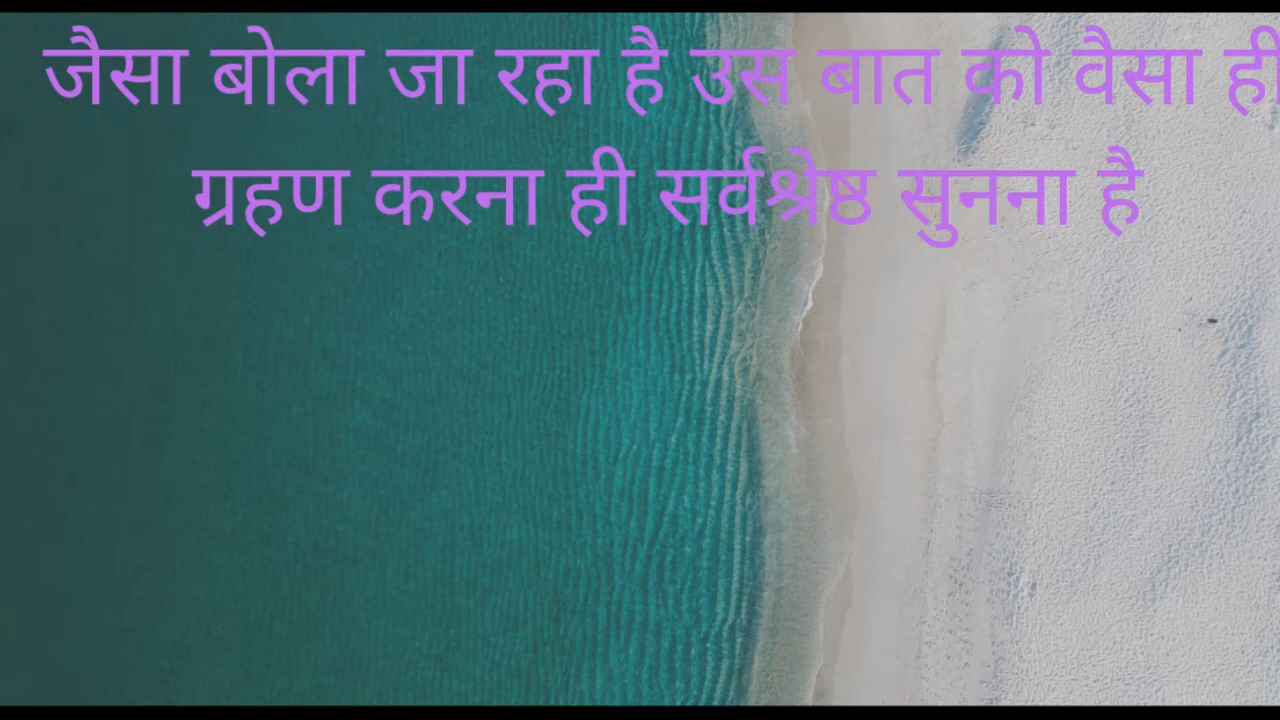 जैसा बोला जा रहा है उस बात को वैसा ही
ग्रहण करना ही सर्वश्रेष्ठ सुनना है